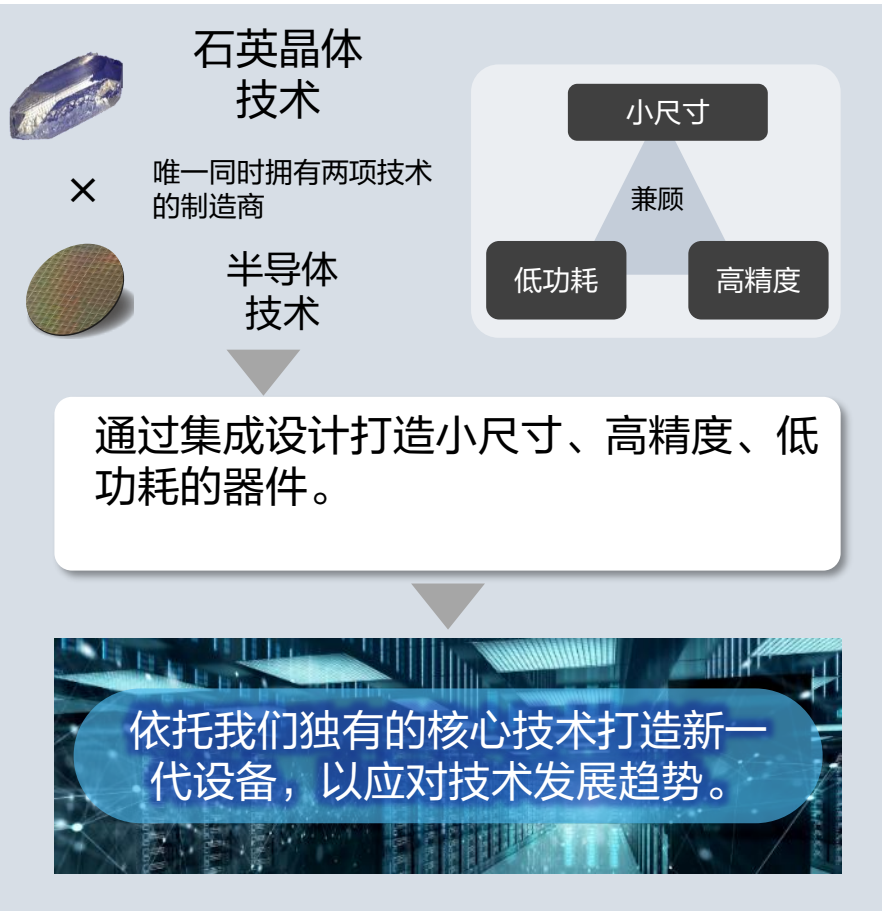 石英晶体
技术
×
唯一同时拥有两项技术
的制造商
半导体
技术
小尺寸
兼顾
低功耗
高精度
通过集成设计打造小尺寸、高精度、低
功耗的器件。
依托我们独有的核心技术打造新一
代设备，以应对技术发展趋势。